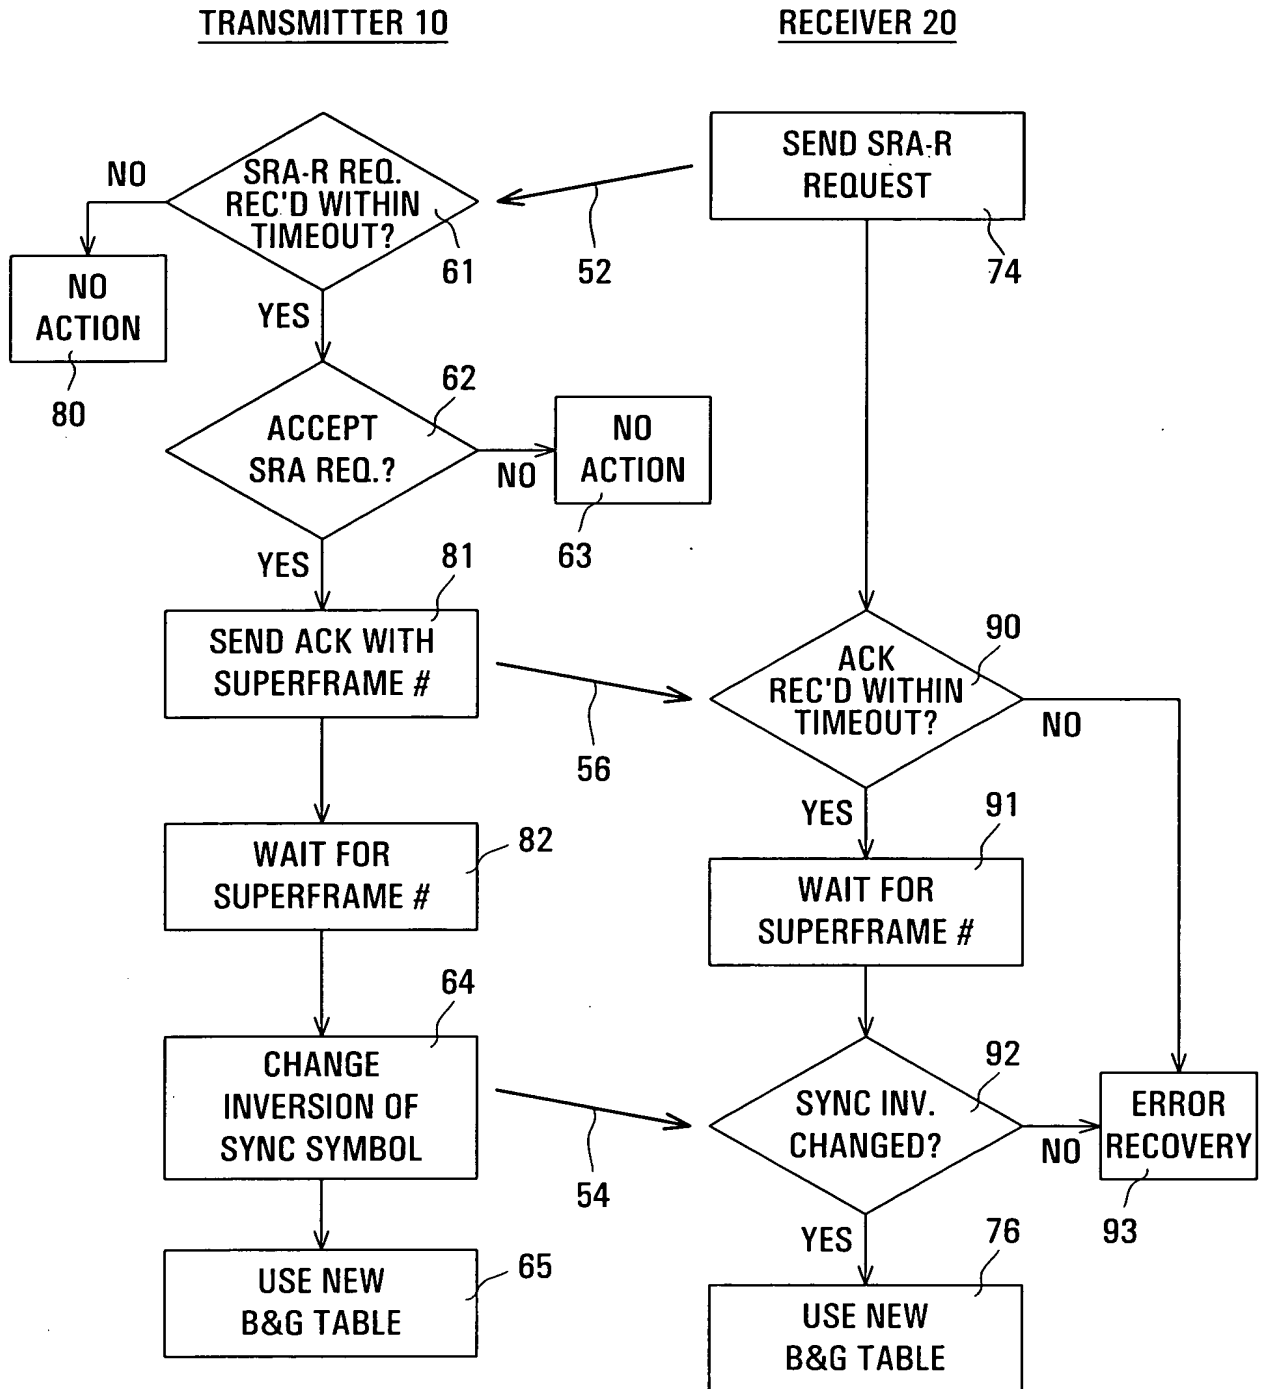 TRANSMITTER 10
RECEIVER 20
SRA-R REQ.
REC'D WITHIN
TIMEOUT?
61
NO
NO
ACTION
80
YES
52
SEND SRA-R
REQUEST
74
ACCEPT
SRA REQ.?
62
NO
NO
ACTION
63
YES
SEND ACK WITH
SUPERFRAME #
81
56
ACK
REC'D WITHIN
TIMEOUT?
90
NO
YES
WAIT FOR
SUPERFRAME #
82
WAIT FOR
SUPERFRAME #
91
CHANGE
INVERSION OF
SYNC SYMBOL
64
54
SYNC INV.
CHANGED?
92
NO
ERROR
RECOVERY
93
YES
USE NEW
B&G TABLE
65
USE NEW
B&G TABLE
76